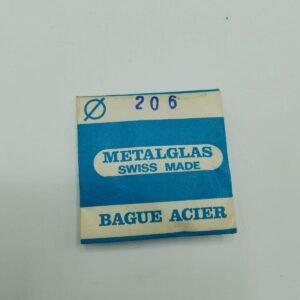 Ø 206
METALGLAS
SWISS MADE
BAGUE ACIER